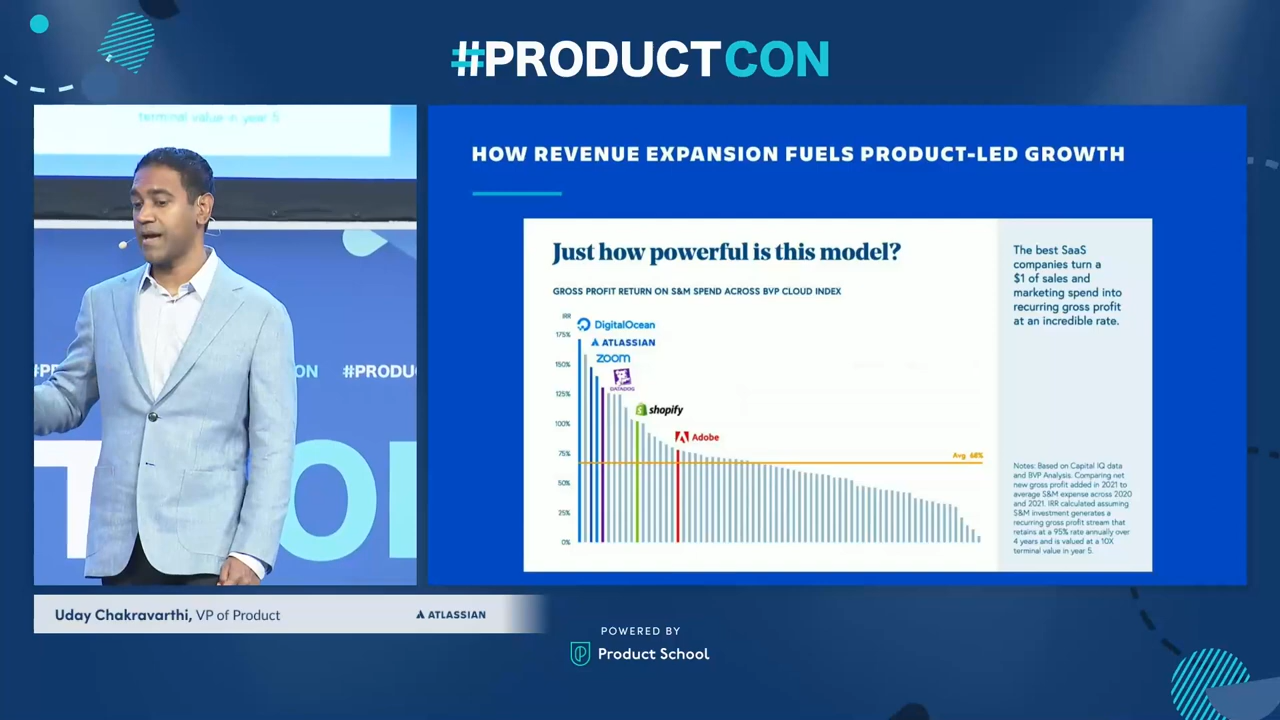 #PRODUCTCON
terminal value in year 5
HOW REVENUE EXPANSION FUELS PRODUCT-LED GROWTH
Just how powerful is this model?
GROSS PROFIT RETURN ON S&M SPEND ACROSS BVP CLOUD INDEX
IRR
175%
150%
125%
100%
75%
50%
25%
0%
DigitalOcean
ATLASSIAN
zoom
DATADOG
shopify
Adobe
Avg. 68%
The best SaaS
companies turn a
$1 of sales and
marketing spend into
recurring gross profit
at an incredible rate.
Notes: Based on Capital IQ data
and BVP Analysis. Comparing net
new gross profit added in 2021 to
average S&M expense across 2020
and 2021. IRR calculated assuming
S&M investment generates a
recurring gross profit stream that
retains at a 95% rate annually over
4 years and is valued at a 10X
terminal value in year 5.
#P
ON
#PRODU
Uday Chakravarthi, VP of Product
ATLASSIAN
POWERED BY
Product School